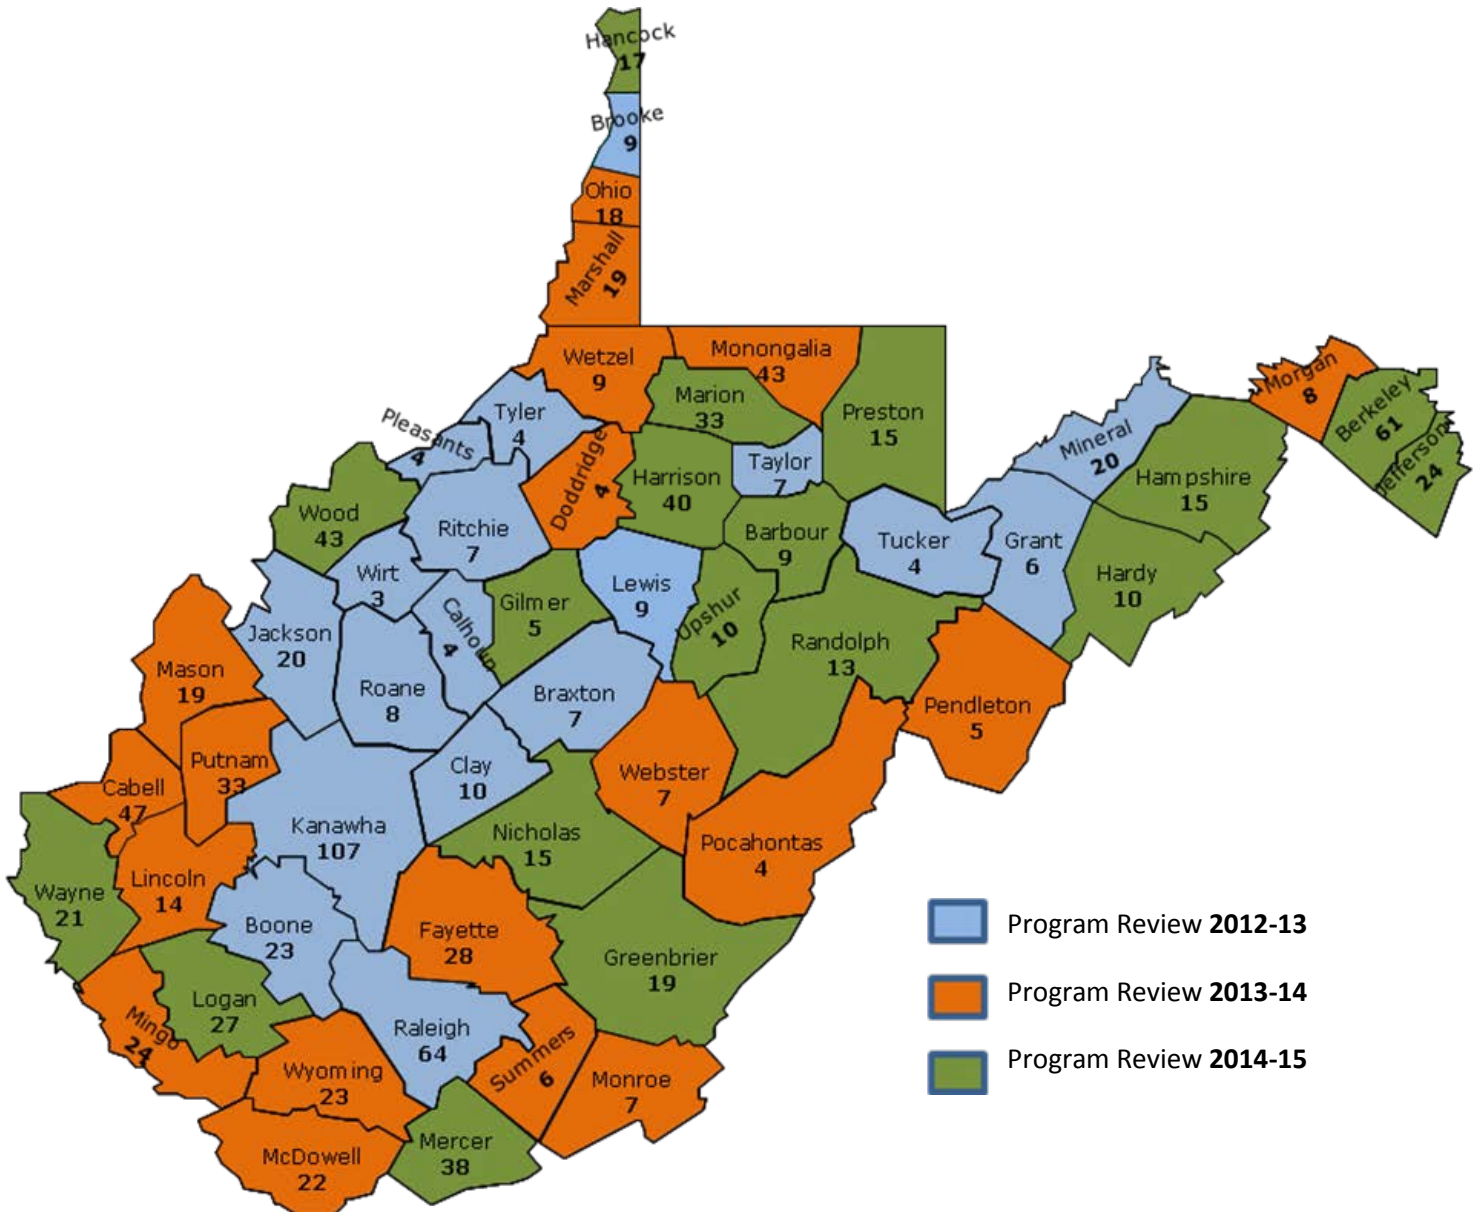 Hancock
17
Brooke
9
Ohio
18
Marshall
19
Wetzel
9
Monongalia
43
Marion
33
Preston
15
Morgan
8
Berkeley
61
Jefferson
24
Tyler
4
Pleasants
4
Doddridge
4
Harrison
40
Taylor
7
Mineral
20
Hampshire
15
Wood
43
Ritchie
7
Barbour
9
Tucker
4
Grant
6
Hardy
10
Wirt
3
Calhoun
4
Gilmer
5
Lewis
9
Upshur
10
Randolph
13
Jackson
20
Mason
19
Roane
8
Braxton
7
Pendleton
5
Putnam
33
Cabell
47
Clay
10
Webster
7
Kanawha
107
Nicholas
15
Pocahontas
4
Wayne
21
Lincoln
14
Boone
23
Fayette
28
Greenbrier
19
Logan
27
Mingo
24
Raleigh
64
Summers
6
Monroe
7
Wyoming
23
McDowell
22
Mercer
38
Program Review 2012-13
Program Review 2013-14
Program Review 2014-15